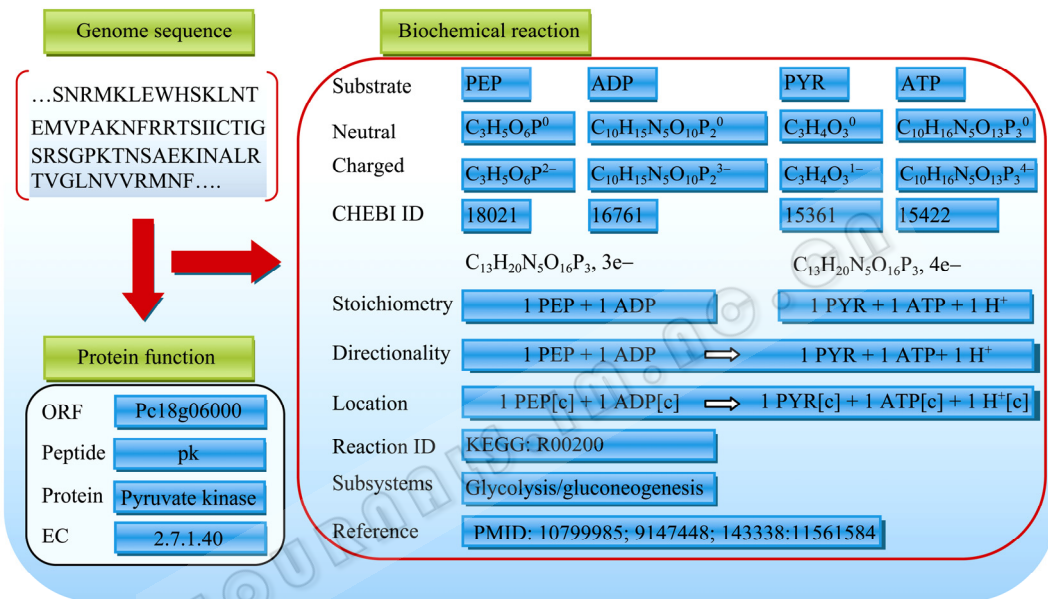 Genome sequence
…SNRMKLEWHSKLNT
EMVPAKNFRRTSIICTIG
SRSGPKTNSAEKINALR
TVGLNVVRMNF….
Protein function
ORF Pc18g06000
Peptide pk
Protein Pyruvate kinase
EC 2.7.1.40
Biochemical reaction
Substrate PEP ADP PYR ATP
Neutral C₃H₅O₆P⁰ C₁₀H₁₅N₅O₁₀P₂⁰ C₃H₄O₃⁰ C₁₀H₁₆N₅O₁₃P₃⁰
Charged C₃H₅O₆P²⁻ C₁₀H₁₅N₅O₁₀P₂³⁻ C₃H₄O₃¹⁻ C₁₀H₁₆N₅O₁₃P₃⁴⁻
CHEBI ID 18021 16761 15361 15422
C₁₃H₂₀N₅O₁₆P₃, 3e– C₁₃H₂₀N₅O₁₆P₃, 4e–
Stoichiometry 1 PEP + 1 ADP 1 PYR + 1 ATP + 1 H⁺
Directionality 1 PEP + 1 ADP ⇨ 1 PYR + 1 ATP+ 1 H⁺
Location 1 PEP[c] + 1 ADP[c] ⇨ 1 PYR[c] + 1 ATP[c] + 1 H⁺[c]
Reaction ID KEGG: R00200
Subsystems Glycolysis/gluconeogenesis
Reference PMID: 10799985; 9147448; 143338:11561584